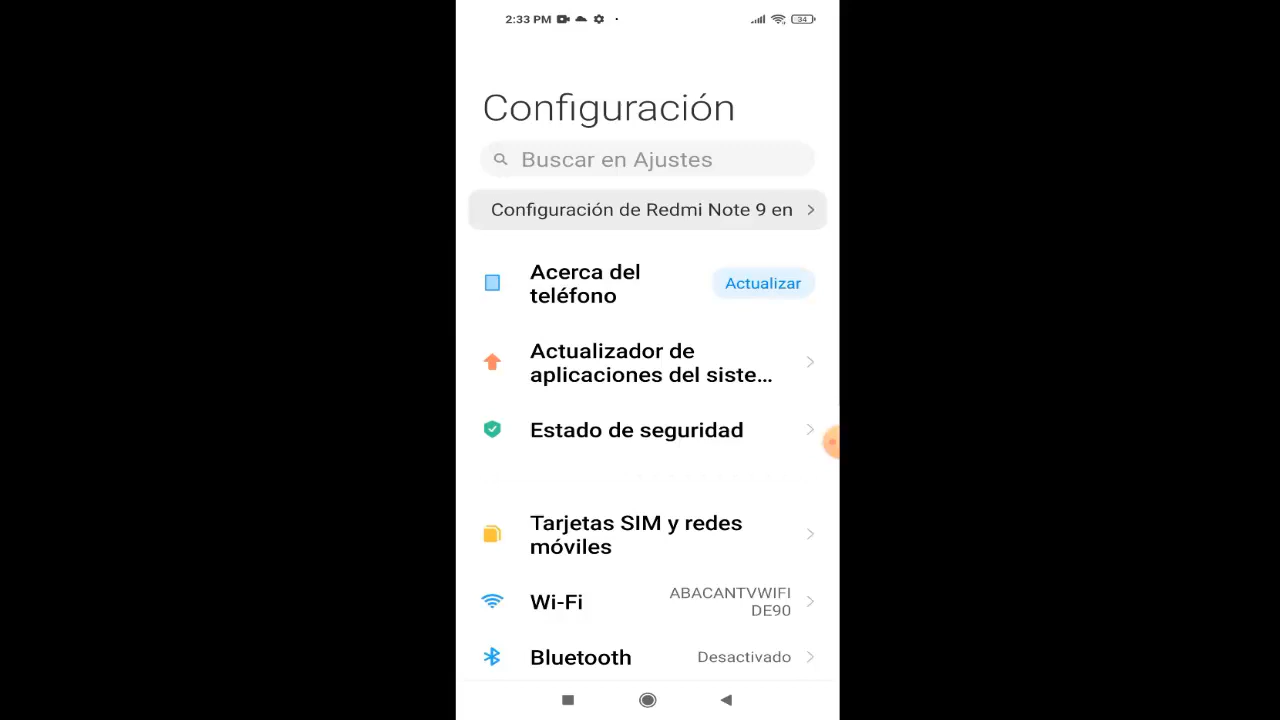 2:33 PM
34
Configuración
Buscar en Ajustes
Configuración de Redmi Note 9 en
Acerca del
teléfono
Actualizar
Actualizador de
aplicaciones del siste...
Estado de seguridad
Tarjetas SIM y redes
móviles
Wi-Fi
ABACANTVWIFI
DE90
Bluetooth
Desactivado